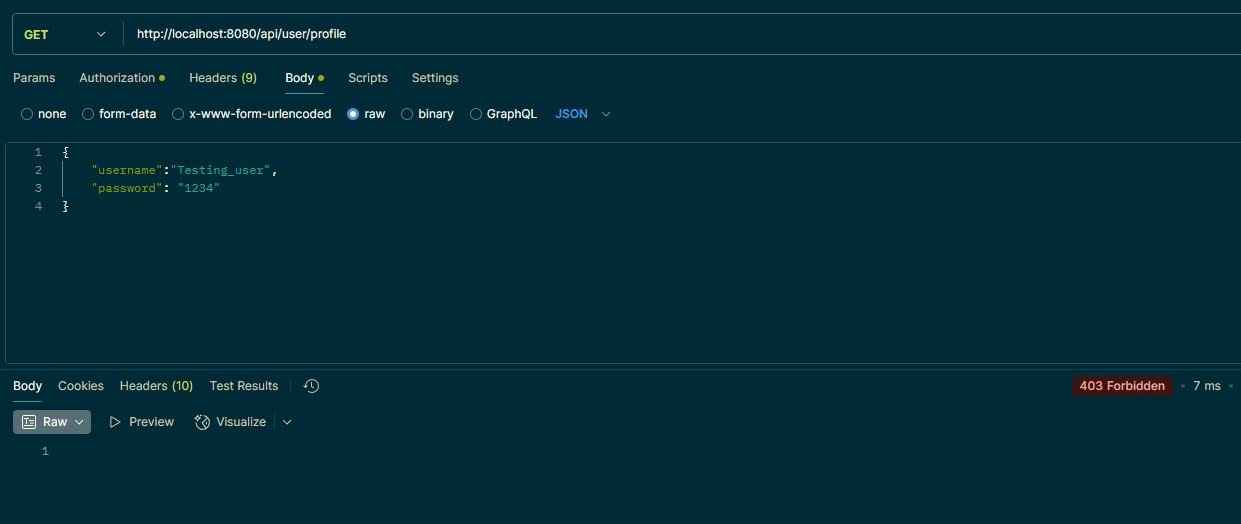 GET http://localhost:8080/api/user/profile
Params Authorization Headers (9) Body Scripts Settings
none form-data x-www-form-urlencoded raw binary GraphQL JSON
1 {
2 "username":"Testing_user",
3 "password": "1234"
4 }
Body Cookies Headers (10) Test Results 403 Forbidden • 7 ms •
Raw Preview Visualize
1